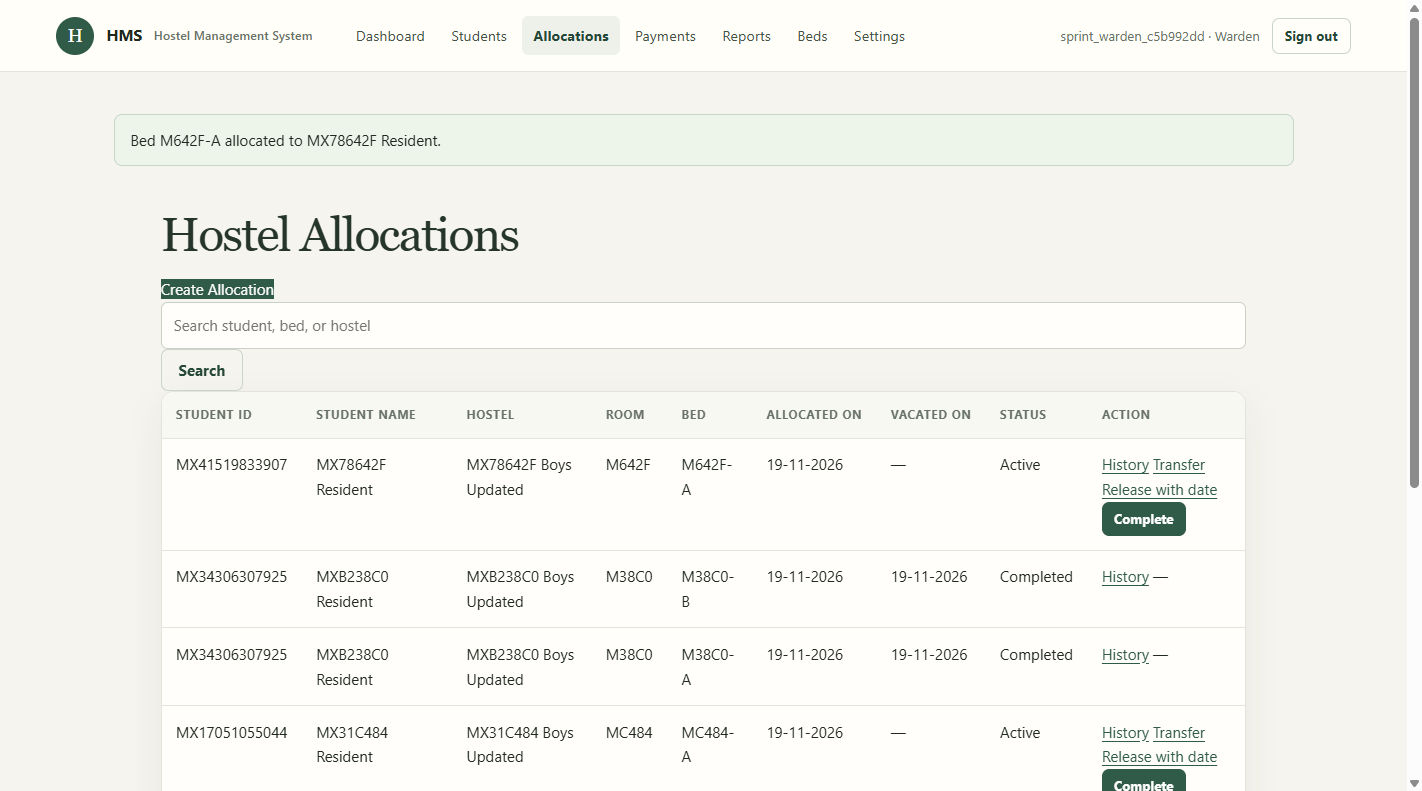 H HMS Hostel Management System Dashboard Students Allocations Payments Reports Beds Settings sprint_warden_c5b992dd · Warden Sign out
Bed M642F-A allocated to MX78642F Resident.
Hostel Allocations
Create Allocation
Search student, bed, or hostel
Search
STUDENT ID STUDENT NAME HOSTEL ROOM BED ALLOCATED ON VACATED ON STATUS ACTION
MX41519833907 MX78642F MX78642F Boys M642F M642F- 19-11-2026 — Active History Transfer
Resident Updated A Release with date
Complete
MX34306307925 MXB238C0 MXB238C0 Boys M38C0 M38C0- 19-11-2026 19-11-2026 Completed History —
Resident Updated B
MX34306307925 MXB238C0 MXB238C0 Boys M38C0 M38C0- 19-11-2026 19-11-2026 Completed History —
Resident Updated A
MX17051055044 MX31C484 MX31C484 Boys MC484 MC484- 19-11-2026 — Active History Transfer
Resident Updated A Release with date
Complete